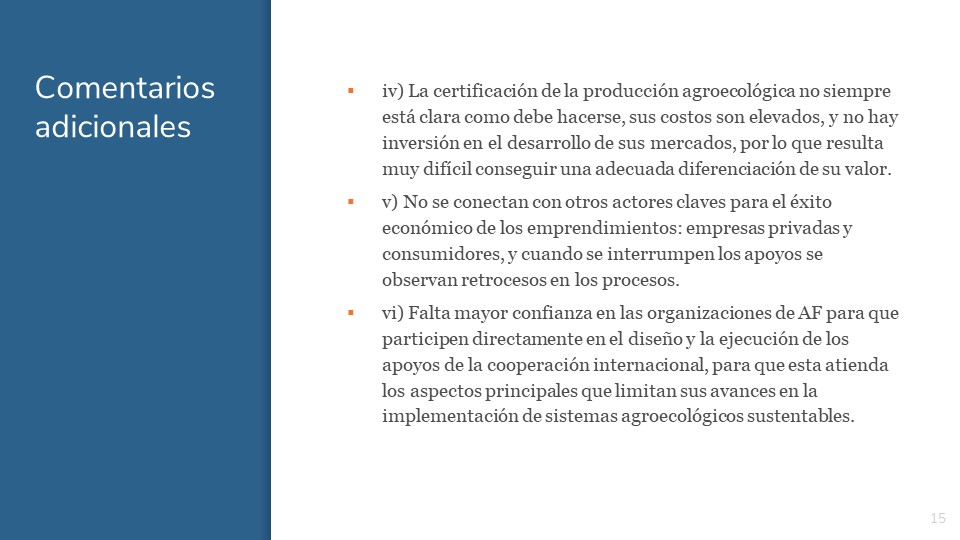 Comentarios
adicionales
▪ iv) La certificación de la producción agroecológica no siempre
está clara como debe hacerse, sus costos son elevados, y no hay
inversión en el desarrollo de sus mercados, por lo que resulta
muy difícil conseguir una adecuada diferenciación de su valor.
▪ v) No se conectan con otros actores claves para el éxito
económico de los emprendimientos: empresas privadas y
consumidores, y cuando se interrumpen los apoyos se
observan retrocesos en los procesos.
▪ vi) Falta mayor confianza en las organizaciones de AF para que
participen directamente en el diseño y la ejecución de los
apoyos de la cooperación internacional, para que esta atienda
los aspectos principales que limitan sus avances en la
implementación de sistemas agroecológicos sustentables.
15